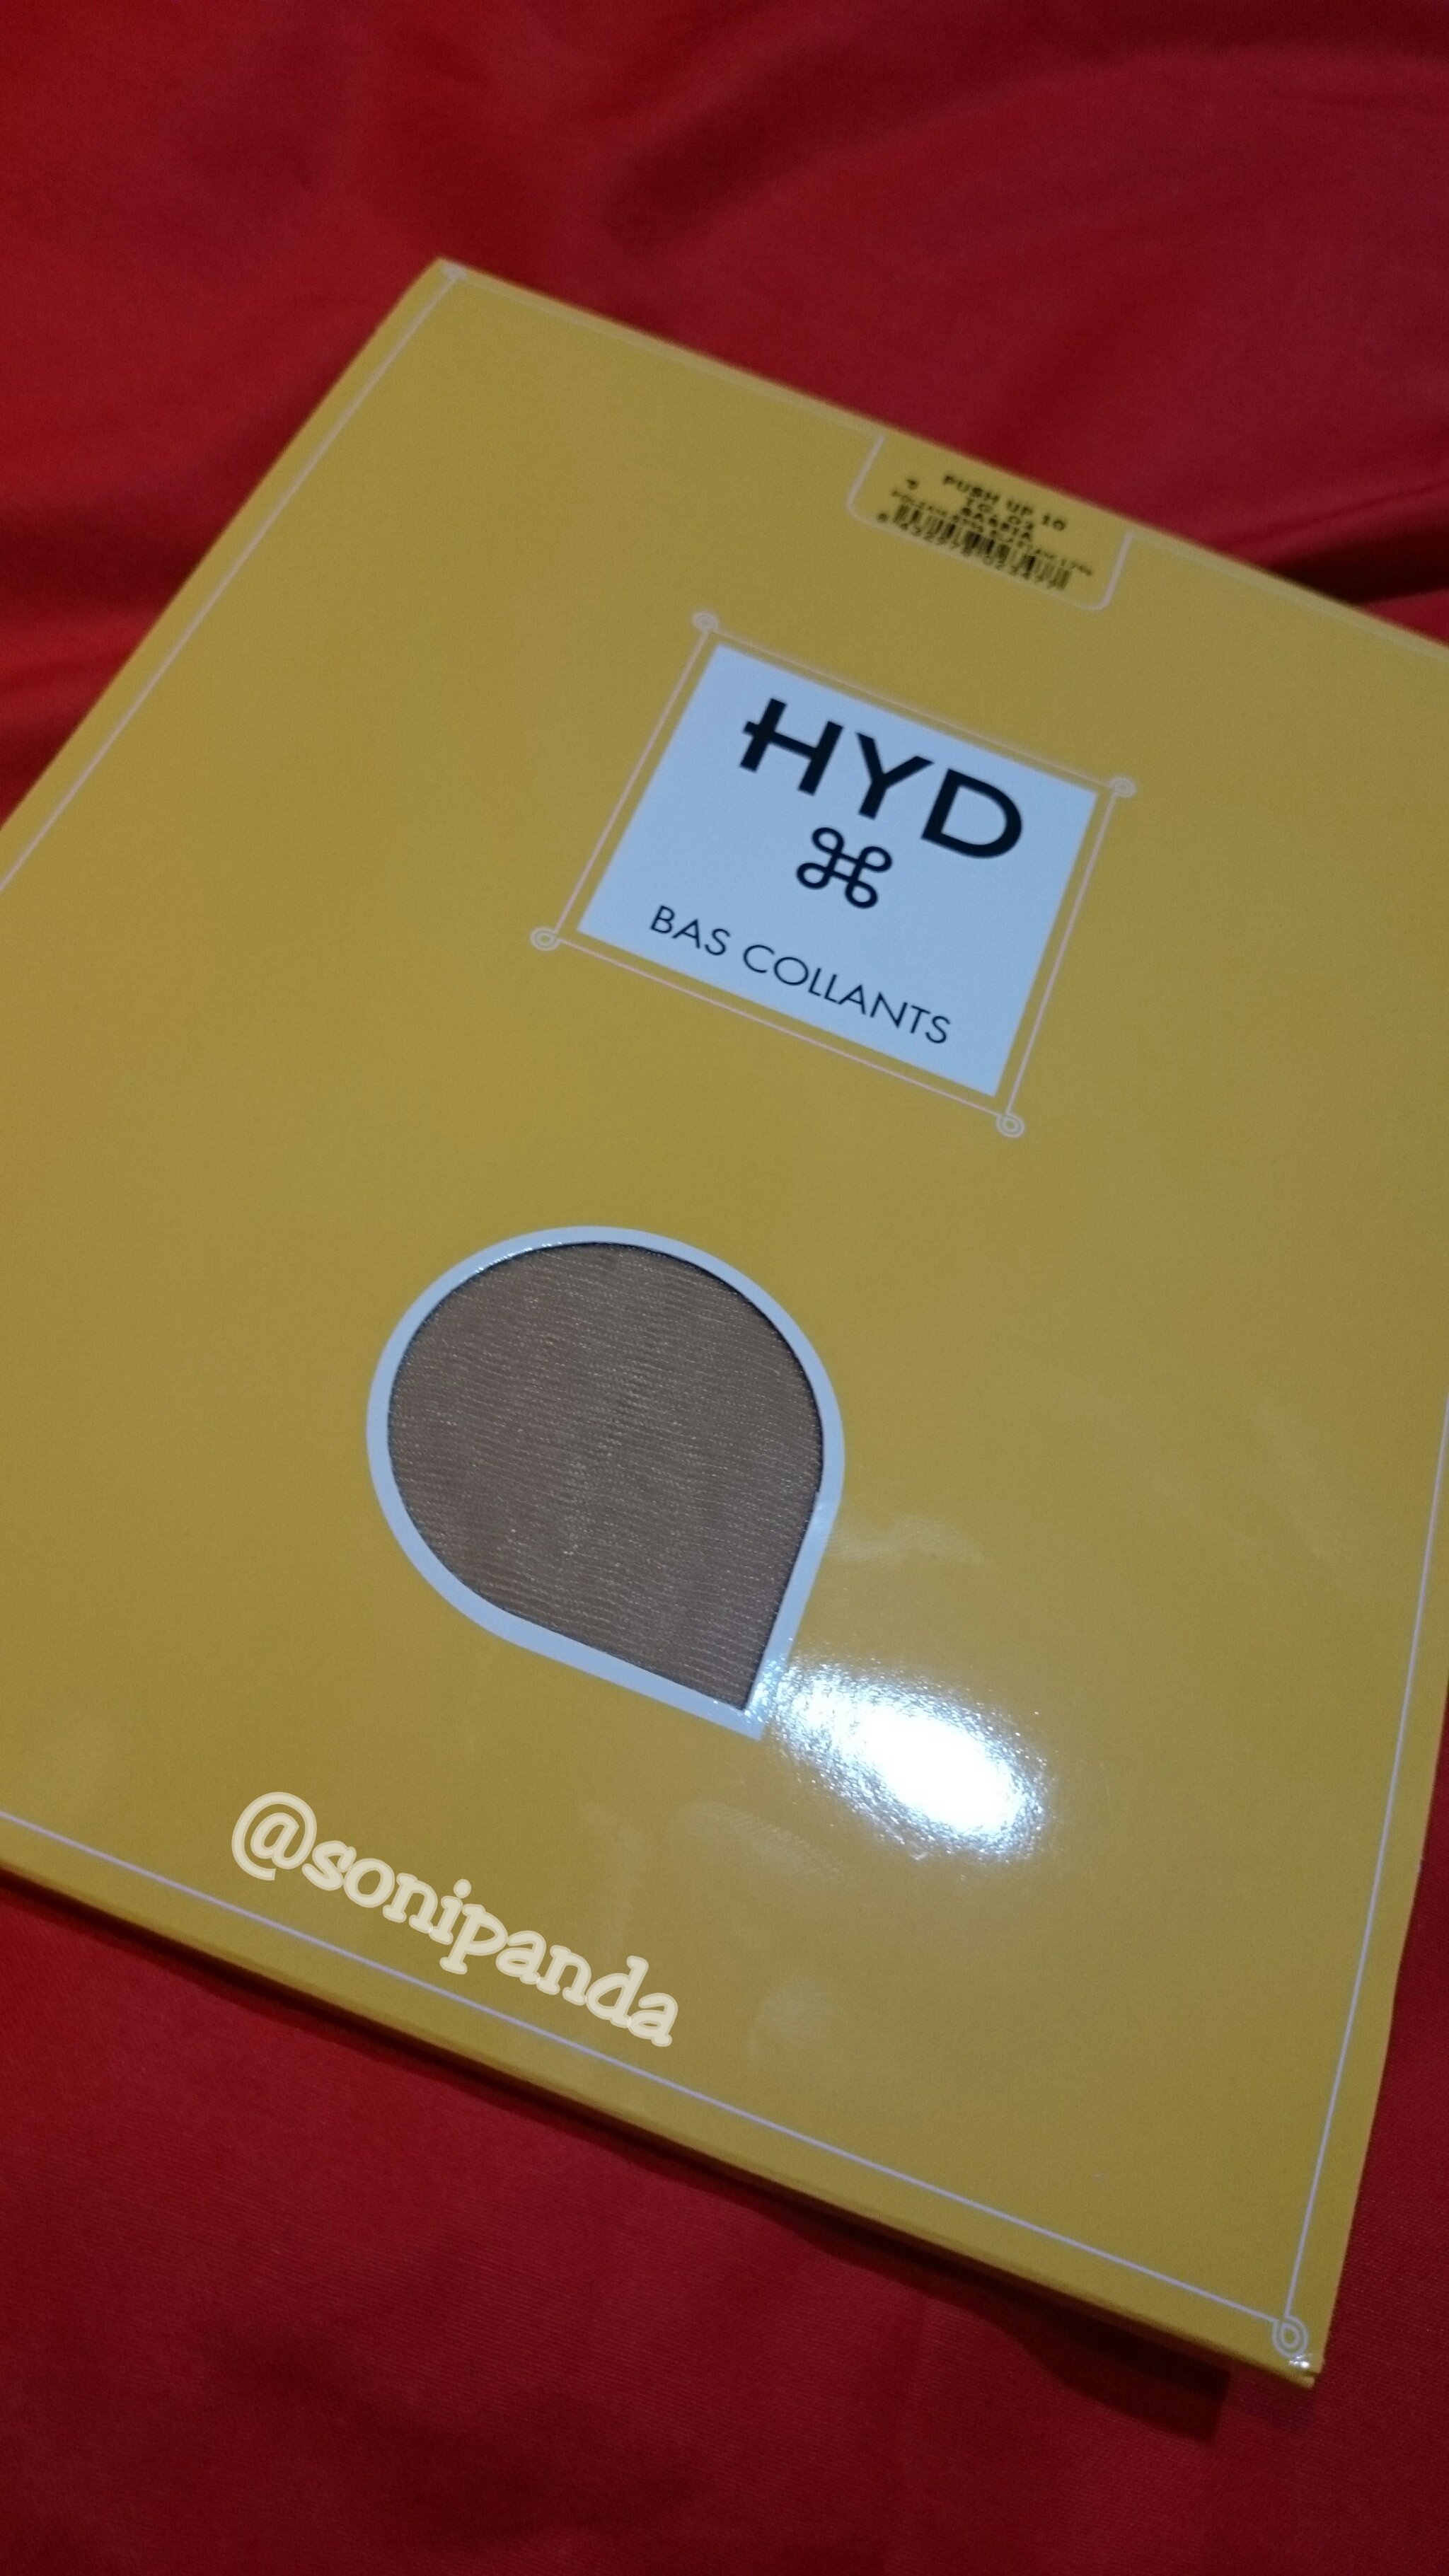 PUSH UP 10
HYD
⌘
BAS COLLANTS
@sonipanda